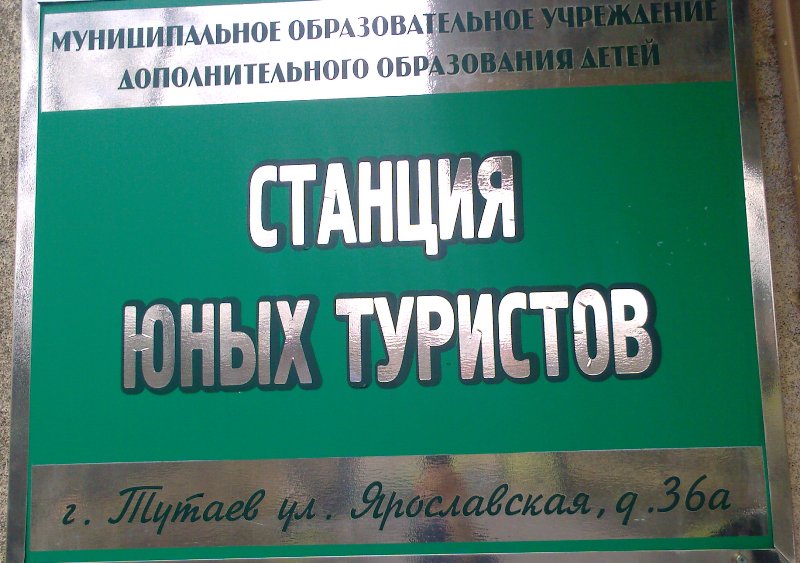 МУНИЦИПАЛЬНОЕ ОБРАЗОВАТЕЛЬНОЕ УЧРЕЖДЕНИЕ
ДОПОЛНИТЕЛЬНОГО ОБРАЗОВАНИЯ ДЕТЕЙ
СТАНЦИЯ
ЮНЫХ ТУРИСТОВ
г. Тутаев ул. Ярославская, д.36а